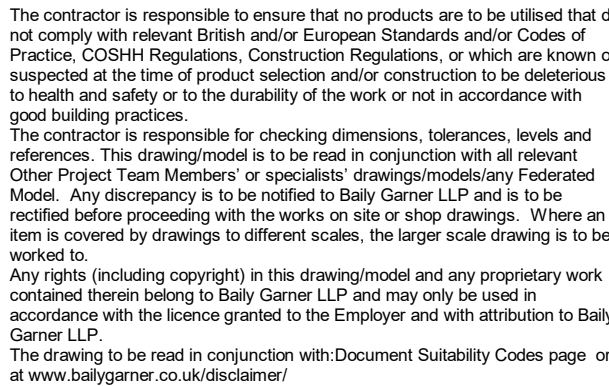 The contractor is responsible to ensure that no products are to be utilised that d
not comply with relevant British and/or European Standards and/or Codes of
Practice, COSHH Regulations, Construction Regulations, or which are known o
suspected at the time of product selection and/or construction to be deleterious
to health and safety or to the durability of the work or not in accordance with
good building practices.
The contractor is responsible for checking dimensions, tolerances, levels and
references. This drawing/model is to be read in conjunction with all relevant
Other Project Team Members' or specialists' drawings/models/any Federated
Model.  Any discrepancy is to be notified to Baily Garner LLP and is to be
rectified before proceeding with the works on site or shop drawings.  Where an
item is covered by drawings to different scales, the larger scale drawing is to be
worked to.
Any rights (including copyright) in this drawing/model and any proprietary work
contained therein belong to Baily Garner LLP and may only be used in
accordance with the licence granted to the Employer and with attribution to Baily
Garner LLP.
The drawing to be read in conjunction with:Document Suitability Codes page  or
at www.bailygarner.co.uk/disclaimer/